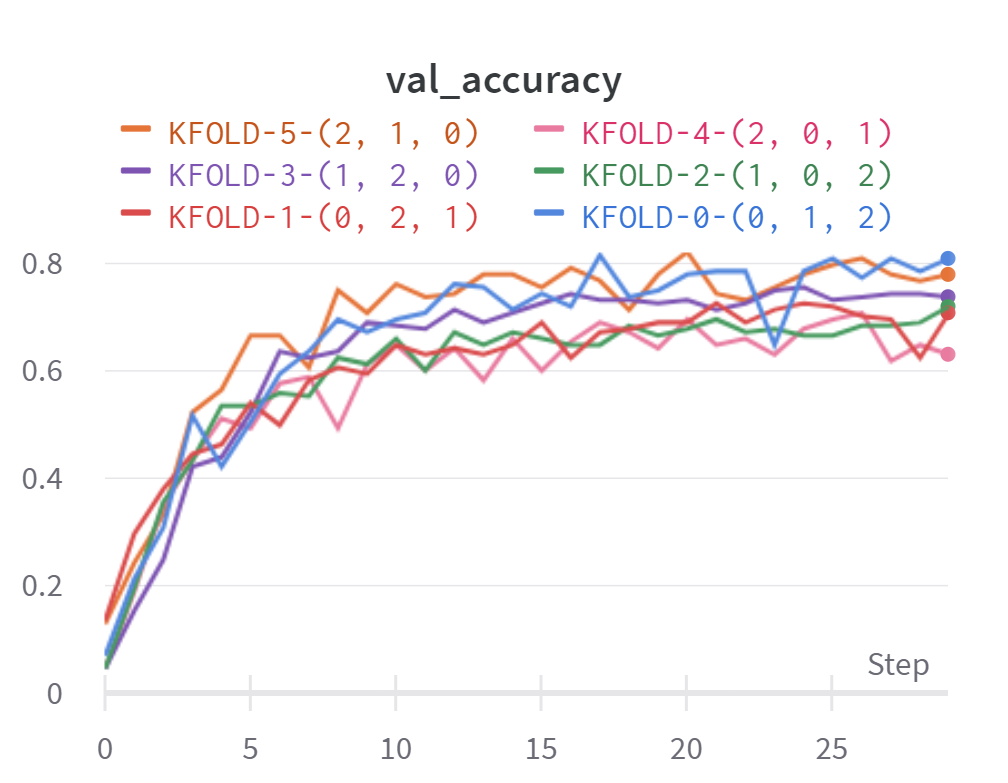 val_accuracy
KFOLD-5-(2, 1, 0) KFOLD-4-(2, 0, 1)
KFOLD-3-(1, 2, 0) KFOLD-2-(1, 0, 2)
KFOLD-1-(0, 2, 1) KFOLD-0-(0, 1, 2)
0.8
0.6
0.4
0.2
Step
0
0 5 10 15 20 25